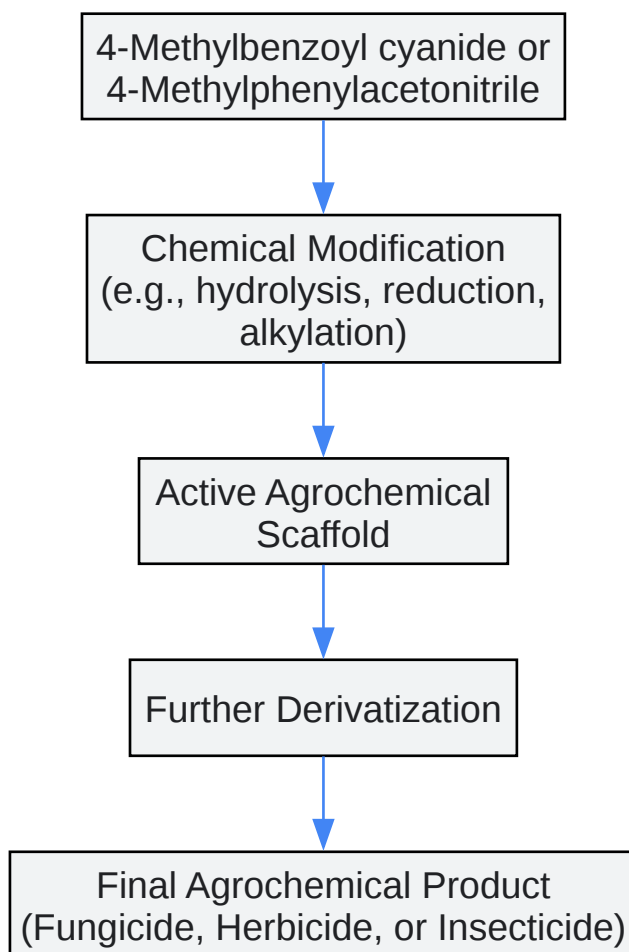 4-Methylbenzoyl cyanide or
4-Methylphenylacetonitrile
Chemical Modification
(e.g., hydrolysis, reduction,
alkylation)
Active Agrochemical
Scaffold
Further Derivatization
Final Agrochemical Product
(Fungicide, Herbicide, or Insecticide)